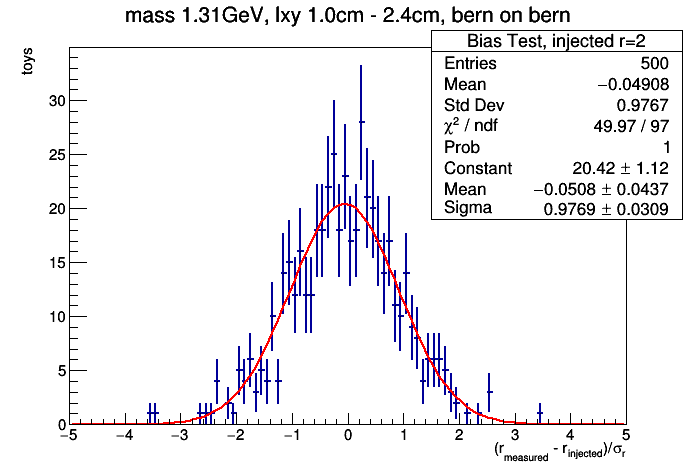 mass 1.31GeV, lxy 1.0cm - 2.4cm, bern on bern
Bias Test, injected r=2
Entries 500
Mean −0.04908
Std Dev 0.9767
χ² / ndf 49.97 / 97
Prob 1
Constant 20.42 ± 1.12
Mean −0.0508 ± 0.0437
Sigma 0.9769 ± 0.0309
toys
30
25
20
15
10
5
0
−5 −4 −3 −2 −1 0 1 2 3 4 5
(r_measured - r_injected)/σ_r